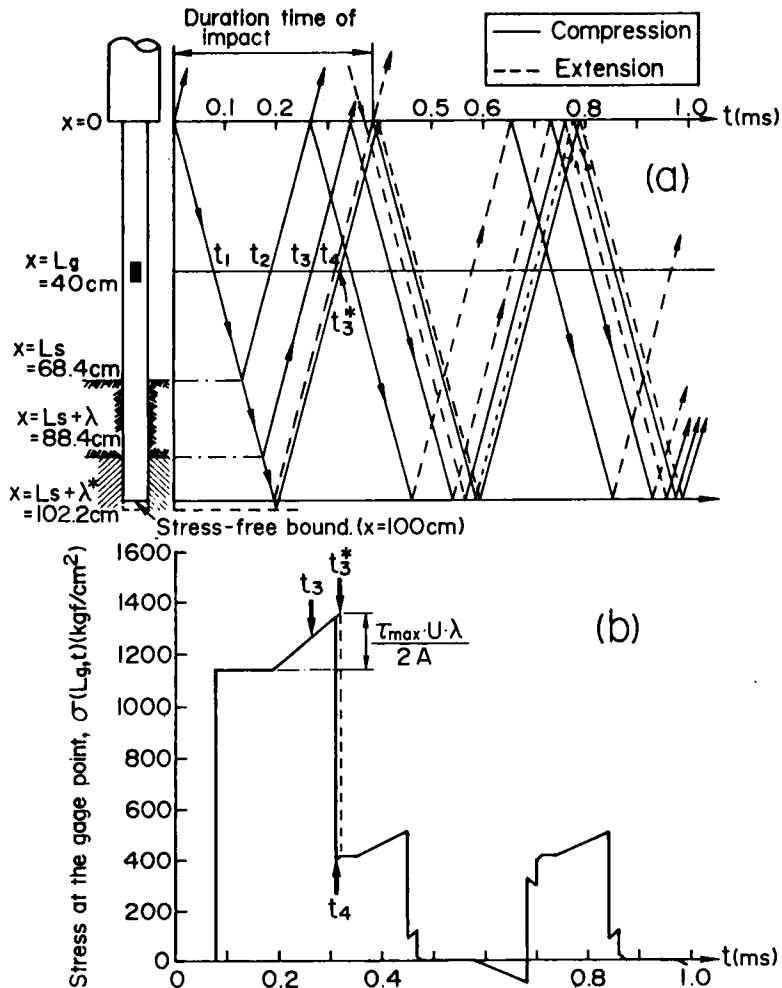 Duration time of
impact
Compression
Extension
x=0
0.1
0.2
0.5
0.6
0.8
1.0
t(ms)
(a)
x=Lg
=40cm
t1
t2
t3
t4
t3*
x=Ls
=68.4cm
x=Ls+λ
=88.4cm
x=Ls+λ*
=102.2cm
Stress-free bound.(x=100cm)
1600
1400
1200
1000
800
600
400
200
0
Stress at the gage point, σ(Lg,t)(kgf/cm²)
t3
t3*
τmax·U·λ
2A
(b)
t4
0
0.2
0.4
0.6
0.8
1.0
t(ms)